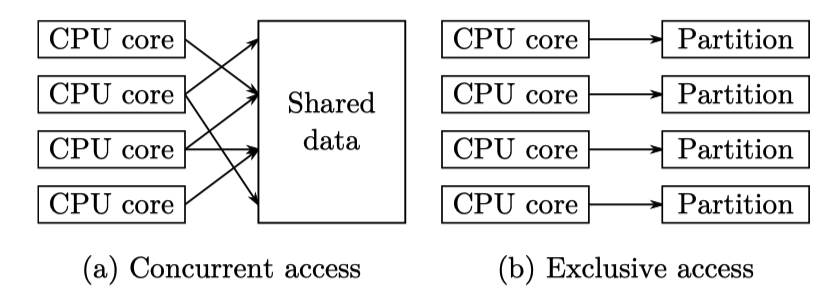 CPU core
CPU core
CPU core
CPU core
Shared
data
(a) Concurrent access
CPU core
Partition
CPU core
Partition
CPU core
Partition
CPU core
Partition
(b) Exclusive access